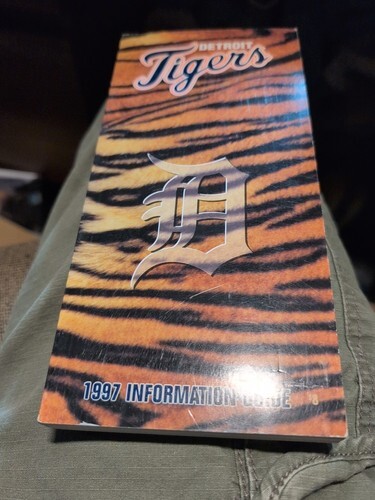 DETROIT
Tigers
D
1997 INFORMATION GUIDE